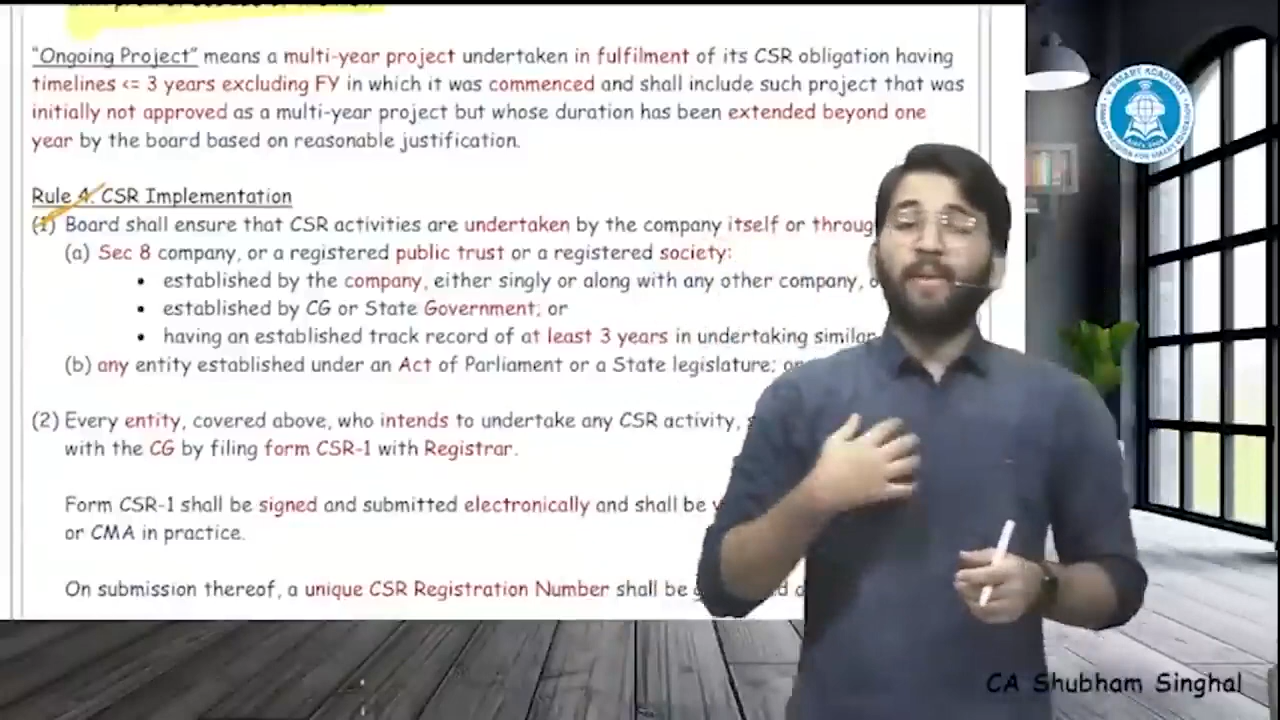 "Ongoing Project" means a multi-year project undertaken in fulfilment of its CSR obligation having
timelines <= 3 years excluding FY in which it was commenced and shall include such project that was
initially not approved as a multi-year project but whose duration has been extended beyond one
year by the board based on reasonable justification.
Rule 4. CSR Implementation
(1) Board shall ensure that CSR activities are undertaken by the company itself or throug
(a) Sec 8 company, or a registered public trust or a registered society:
• established by the company, either singly or along with any other company,
• established by CG or State Government; or
• having an established track record of at least 3 years in undertaking similar
(b) any entity established under an Act of Parliament or a State legislature; or
(2) Every entity, covered above, who intends to undertake any CSR activity,
with the CG by filing form CSR-1 with Registrar.
Form CSR-1 shall be signed and submitted electronically and shall be
or CMA in practice.
On submission thereof, a unique CSR Registration Number shall be
CA Shubham Singhal